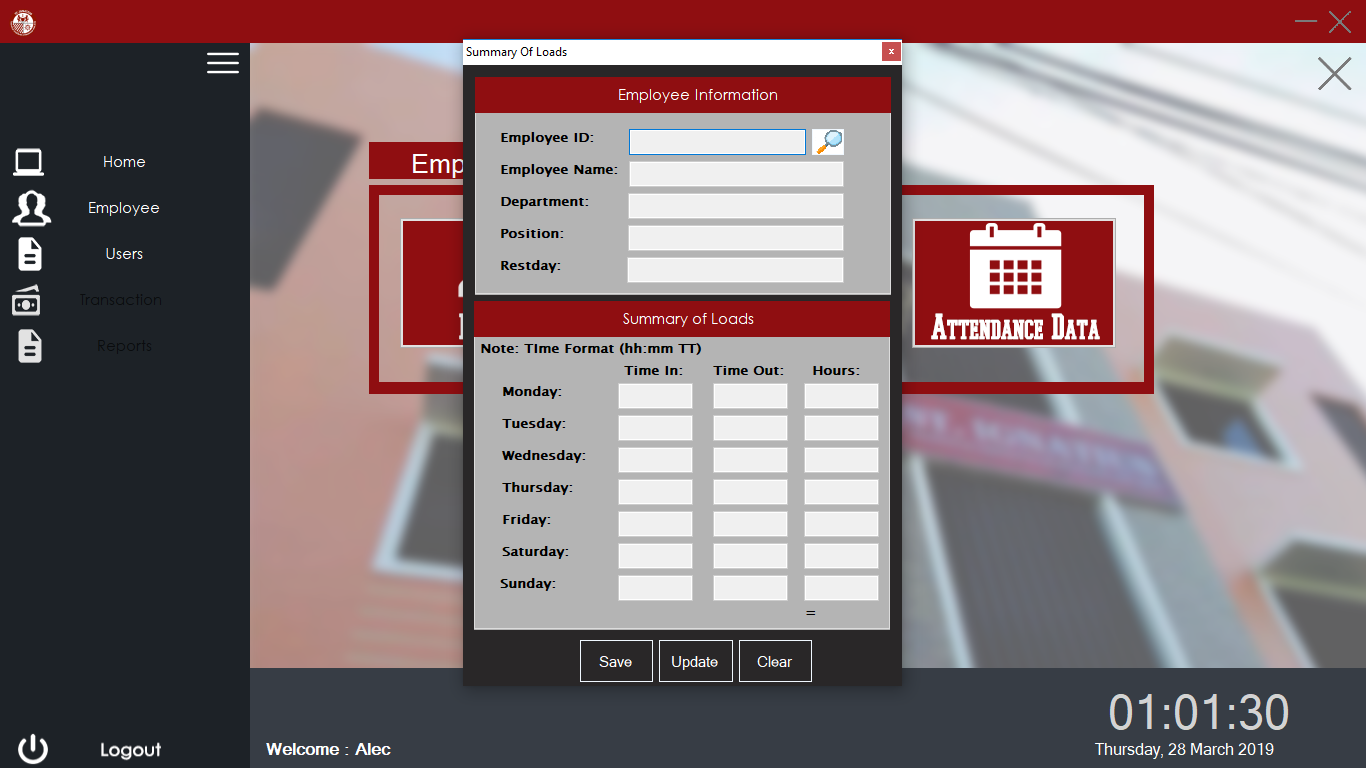 Summary Of Loads
x
Employee Information
Employee ID:
Employee Name:
Department:
Position:
Restday:
Summary of Loads
Note: TIme Format (hh:mm TT)
Time In: Time Out: Hours:
Monday:
Tuesday:
Wednesday:
Thursday:
Friday:
Saturday:
Sunday:
=
Save Update Clear
Home
Employee
Users
Transaction
Reports
Logout
Emp
ATTENDANCE DATA
ST. IGNATIUS
Welcome : Alec
01:01:30
Thursday, 28 March 2019